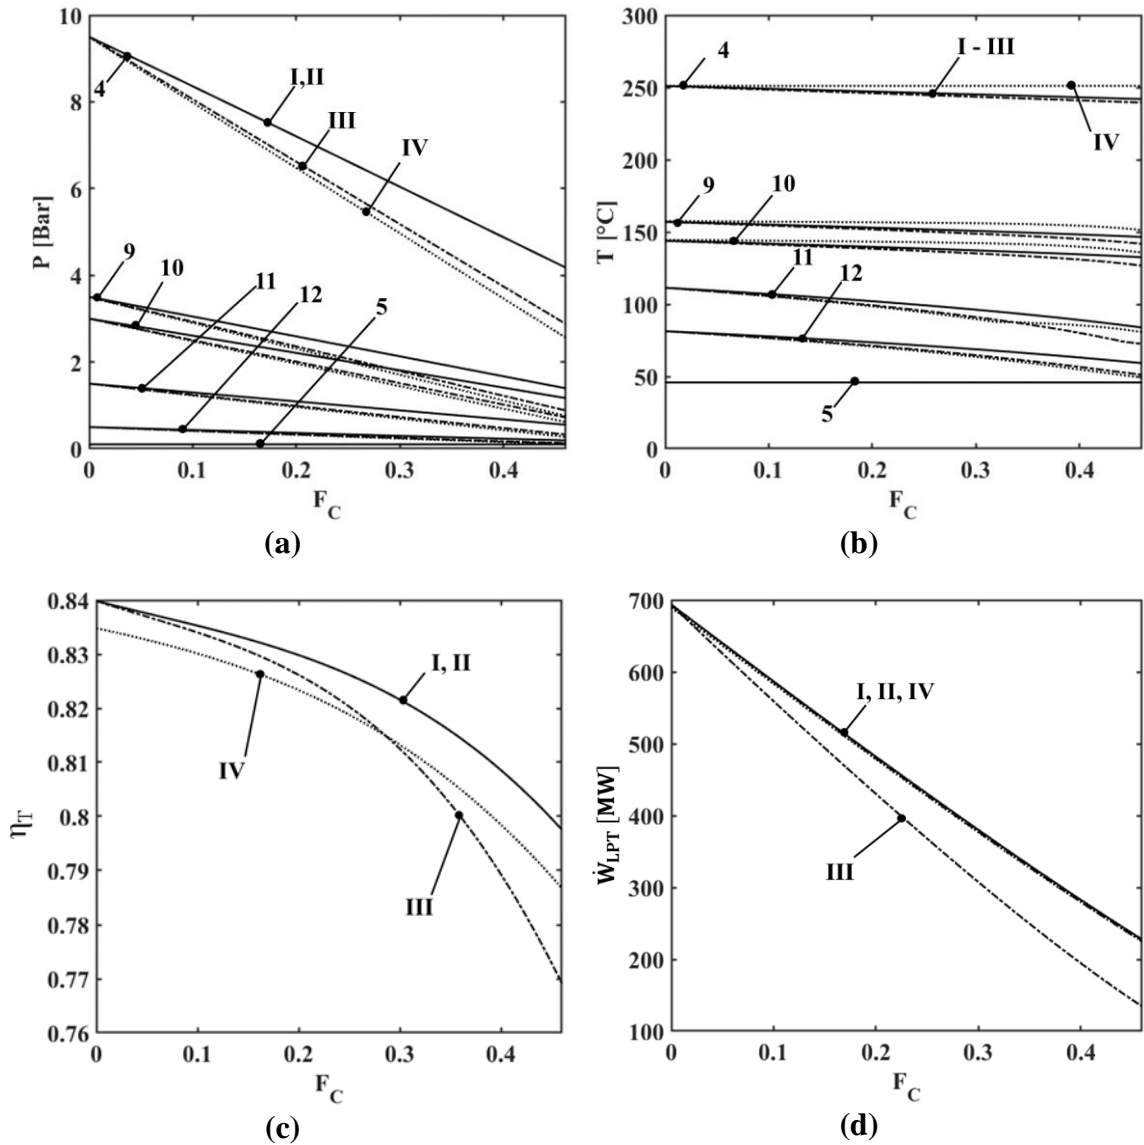 10
8
6
4
2
0
P [Bar]
4
I,II
III
IV
9
10
11
12
5
0
0.1
0.2
0.3
0.4
F_C
(a)
300
250
200
150
100
50
0
T [°C]
4
I - III
IV
9
10
11
12
5
0
0.1
0.2
0.3
0.4
F_C
(b)
0.84
0.83
0.82
0.81
0.8
0.79
0.78
0.77
0.76
η_T
I, II
IV
III
0
0.1
0.2
0.3
0.4
F_C
(c)
700
600
500
400
300
200
100
Ẇ_LPT [MW]
I, II, IV
III
0
0.1
0.2
0.3
0.4
F_C
(d)